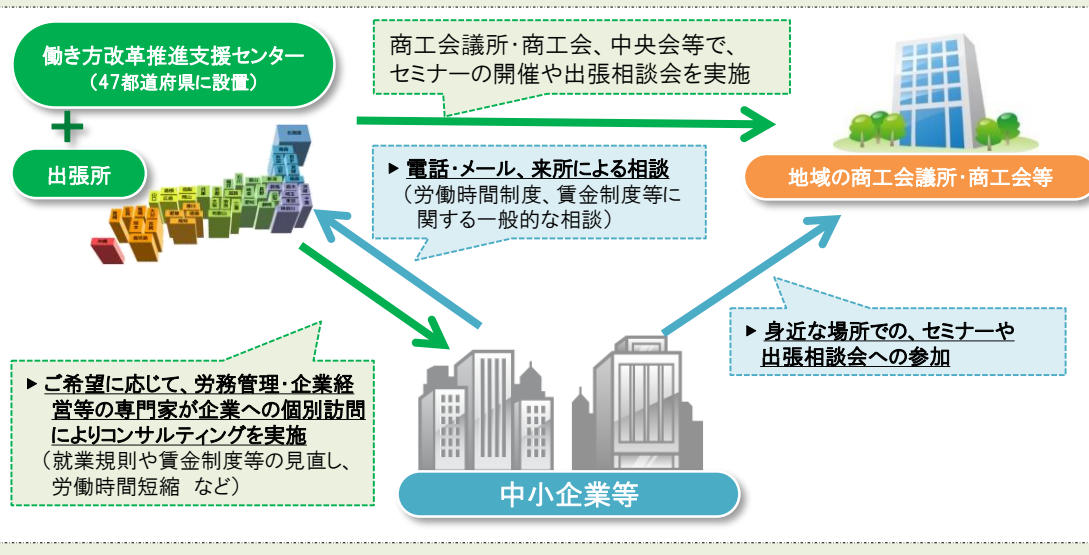 働き方改革推進支援センター
（47都道府県に設置）
＋
出張所
商工会議所・商工会、中央会等で、
セミナーの開催や出張相談会を実施
地域の商工会議所・商工会等
▶ 電話・メール、来所による相談
（労働時間制度、賃金制度等に
関する一般的な相談）
▶ 身近な場所での、セミナーや
出張相談会への参加
▶ ご希望に応じて、労務管理・企業経
営等の専門家が企業への個別訪問
によりコンサルティングを実施
（就業規則や賃金制度等の見直し、
労働時間短縮 など）
中小企業等